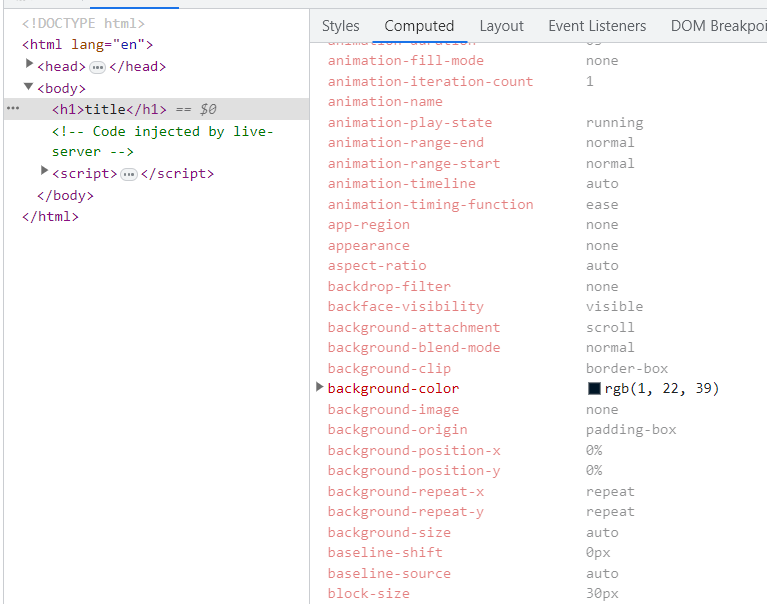 <!DOCTYPE html>
<html lang="en">
<head> ••• </head>
<body>
••• <h1>title</h1> == $0
<!-- Code injected by live-
server -->
<script> ••• </script>
</body>
</html>
Styles Computed Layout Event Listeners DOM Breakpoi
animation-duration 0s
animation-fill-mode none
animation-iteration-count 1
animation-name
animation-play-state running
animation-range-end normal
animation-range-start normal
animation-timeline auto
animation-timing-function ease
app-region none
appearance none
aspect-ratio auto
backdrop-filter none
backface-visibility visible
background-attachment scroll
background-blend-mode normal
background-clip border-box
background-color rgb(1, 22, 39)
background-image none
background-origin padding-box
background-position-x 0%
background-position-y 0%
background-repeat-x repeat
background-repeat-y repeat
background-size auto
baseline-shift 0px
baseline-source auto
block-size 30px